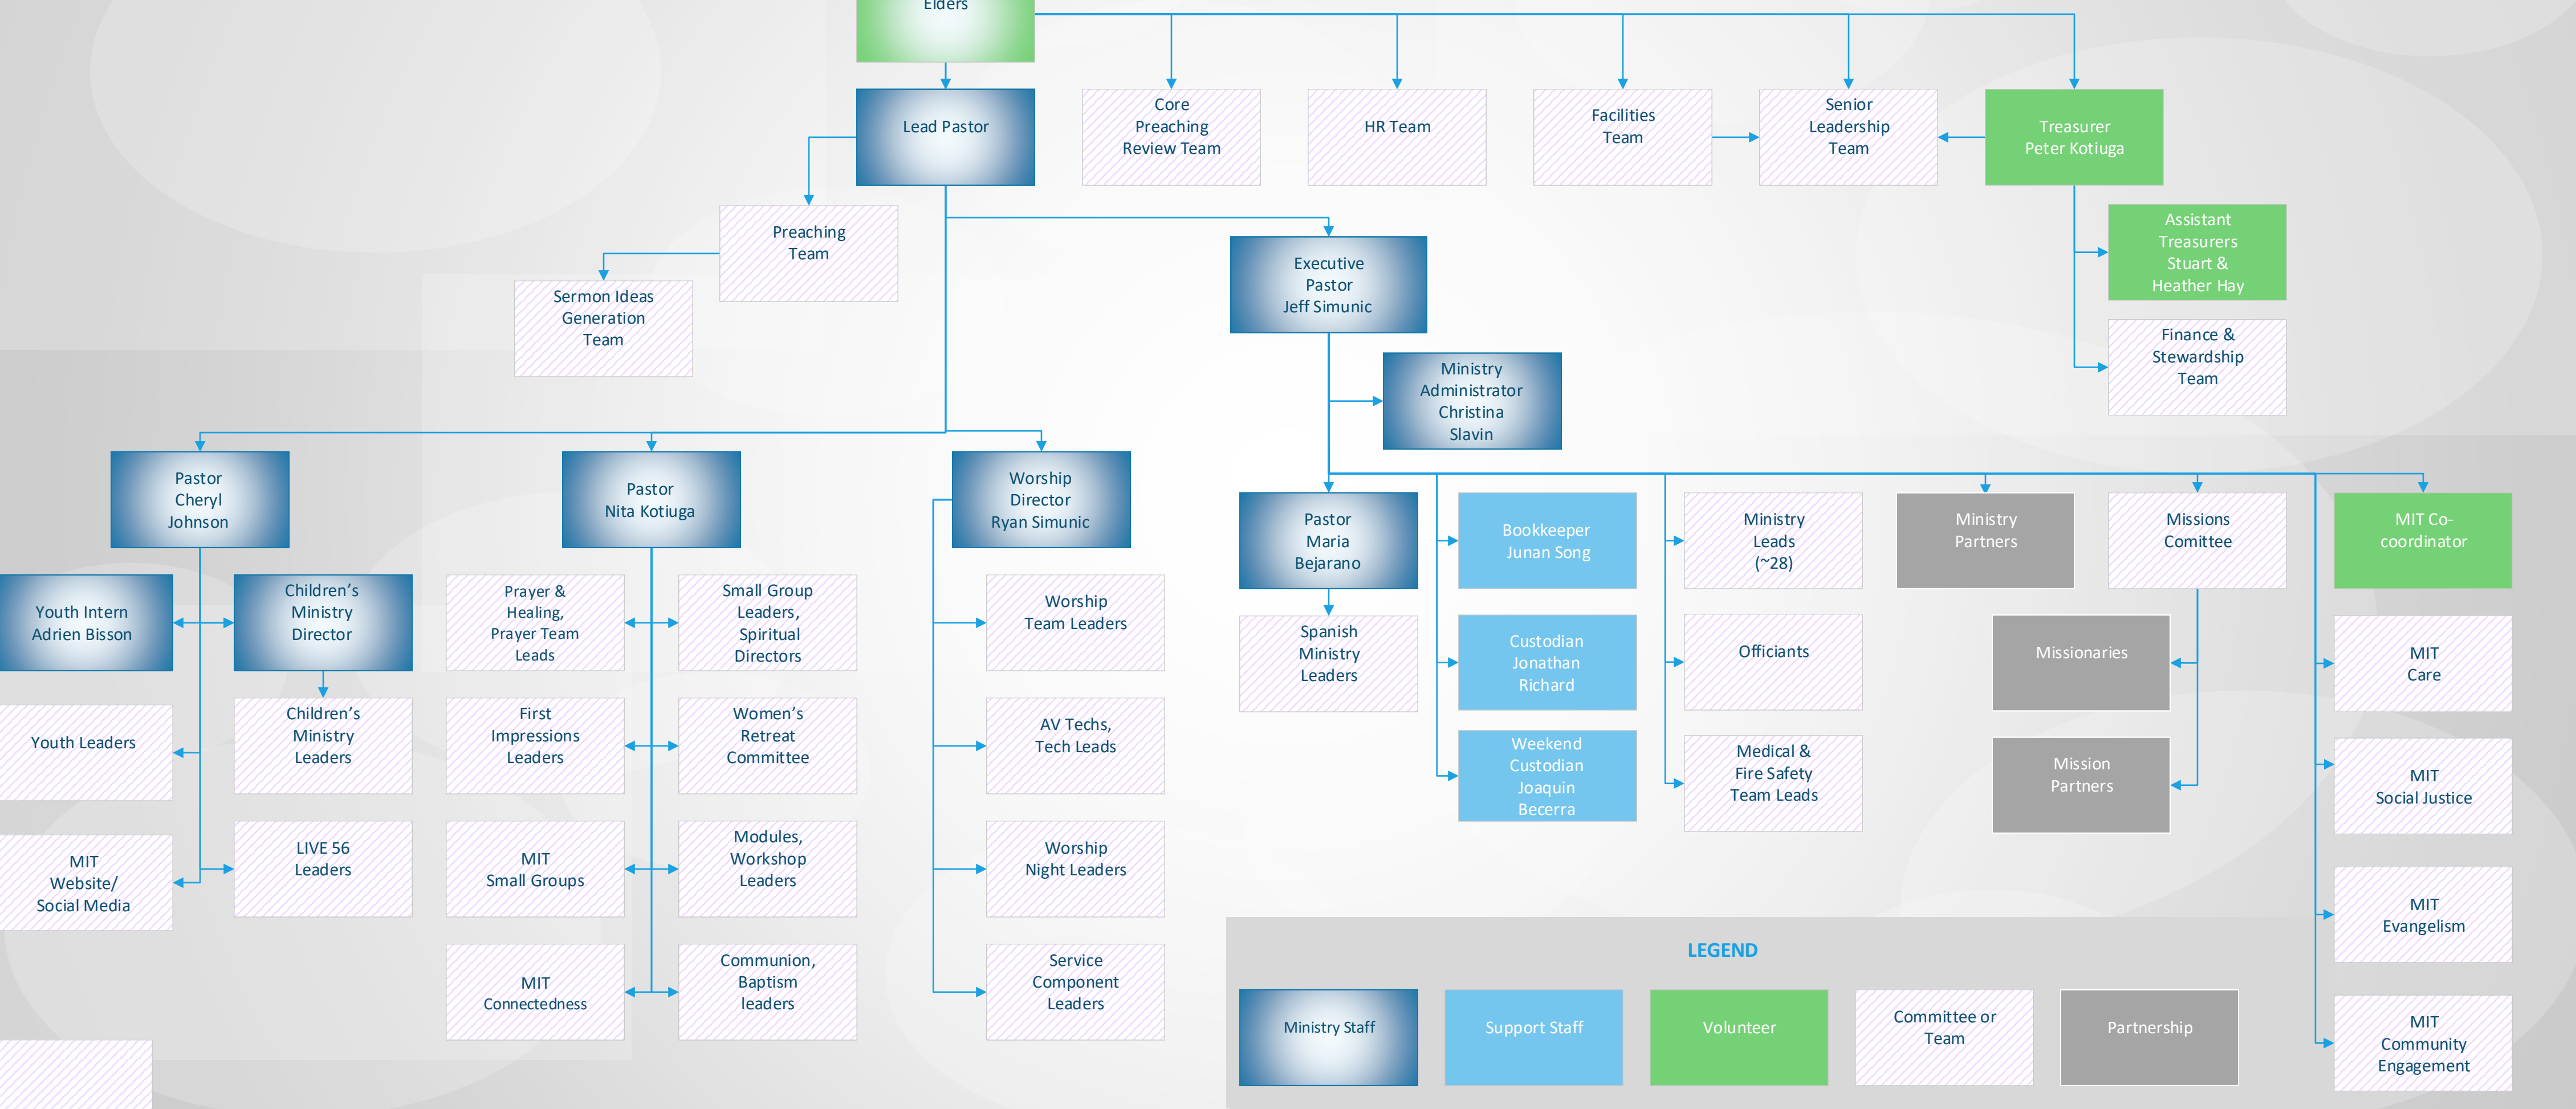 Elders
Lead Pastor
Core
Preaching
Review Team
HR Team
Facilities
Team
Senior
Leadership
Team
Treasurer
Peter Kotiuga
Preaching
Team
Assistant
Treasurers
Stuart &
Heather Hay
Sermon Ideas
Generation
Team
Executive
Pastor
Jeff Simunic
Finance &
Stewardship
Team
Ministry
Administrator
Christina
Slavin
Pastor
Cheryl
Johnson
Pastor
Nita Kotiuga
Worship
Director
Ryan Simunic
Pastor
Maria
Bejarano
Bookkeeper
Junan Song
Ministry
Leads
(~28)
Ministry
Partners
Missions
Comittee
MIT Co-
coordinator
Youth Intern
Adrien Bisson
Children's
Ministry
Director
Prayer &
Healing,
Prayer Team
Leads
Small Group
Leaders,
Spiritual
Directors
Worship
Team Leaders
Spanish
Ministry
Leaders
Custodian
Jonathan
Richard
Officiants
Missionaries
MIT
Care
Youth Leaders
Children's
Ministry
Leaders
First
Impressions
Leaders
Women's
Retreat
Committee
AV Techs,
Tech Leads
Weekend
Custodian
Joaquin
Becerra
Medical &
Fire Safety
Team Leads
Mission
Partners
MIT
Social Justice
MIT
Website/
Social Media
LIVE 56
Leaders
MIT
Small Groups
Modules,
Workshop
Leaders
Worship
Night Leaders
MIT
Evangelism
MIT
Connectedness
Communion,
Baptism
leaders
Service
Component
Leaders
MIT
Community
Engagement
LEGEND
Ministry Staff
Support Staff
Volunteer
Committee or
Team
Partnership